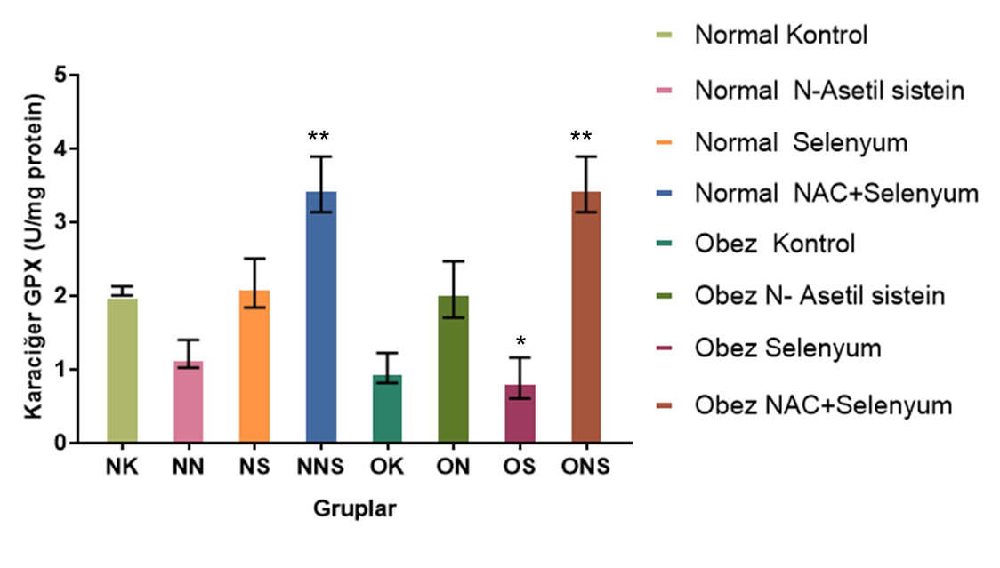 Normal Kontrol
Normal N-Asetil sistein
Normal Selenyum
Normal NAC+Selenyum
Obez Kontrol
Obez N- Asetil sistein
Obez Selenyum
Obez NAC+Selenyum
Karaciğer GPX (U/mg protein)
5
4
3
2
1
0
** ** *
NK NN NS NNS OK ON OS ONS
Gruplar